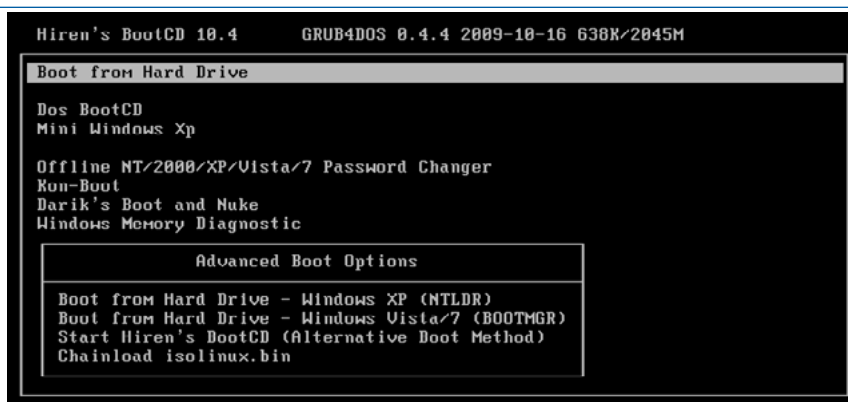 Hiren's BootCD 10.4 GRUB4DOS 0.4.4 2009-10-16 638K/2045M
Boot from Hard Drive
Dos BootCD
Mini Windows Xp
Offline NT/2000/XP/Vista/7 Password Changer
Kon-Boot
Darik's Boot and Nuke
Windows Memory Diagnostic
Advanced Boot Options
Boot from Hard Drive - Windows XP (NTLDR)
Boot from Hard Drive - Windows Vista/7 (BOOTMGR)
Start Hiren's BootCD (Alternative Boot Method)
Chainload isolinux.bin